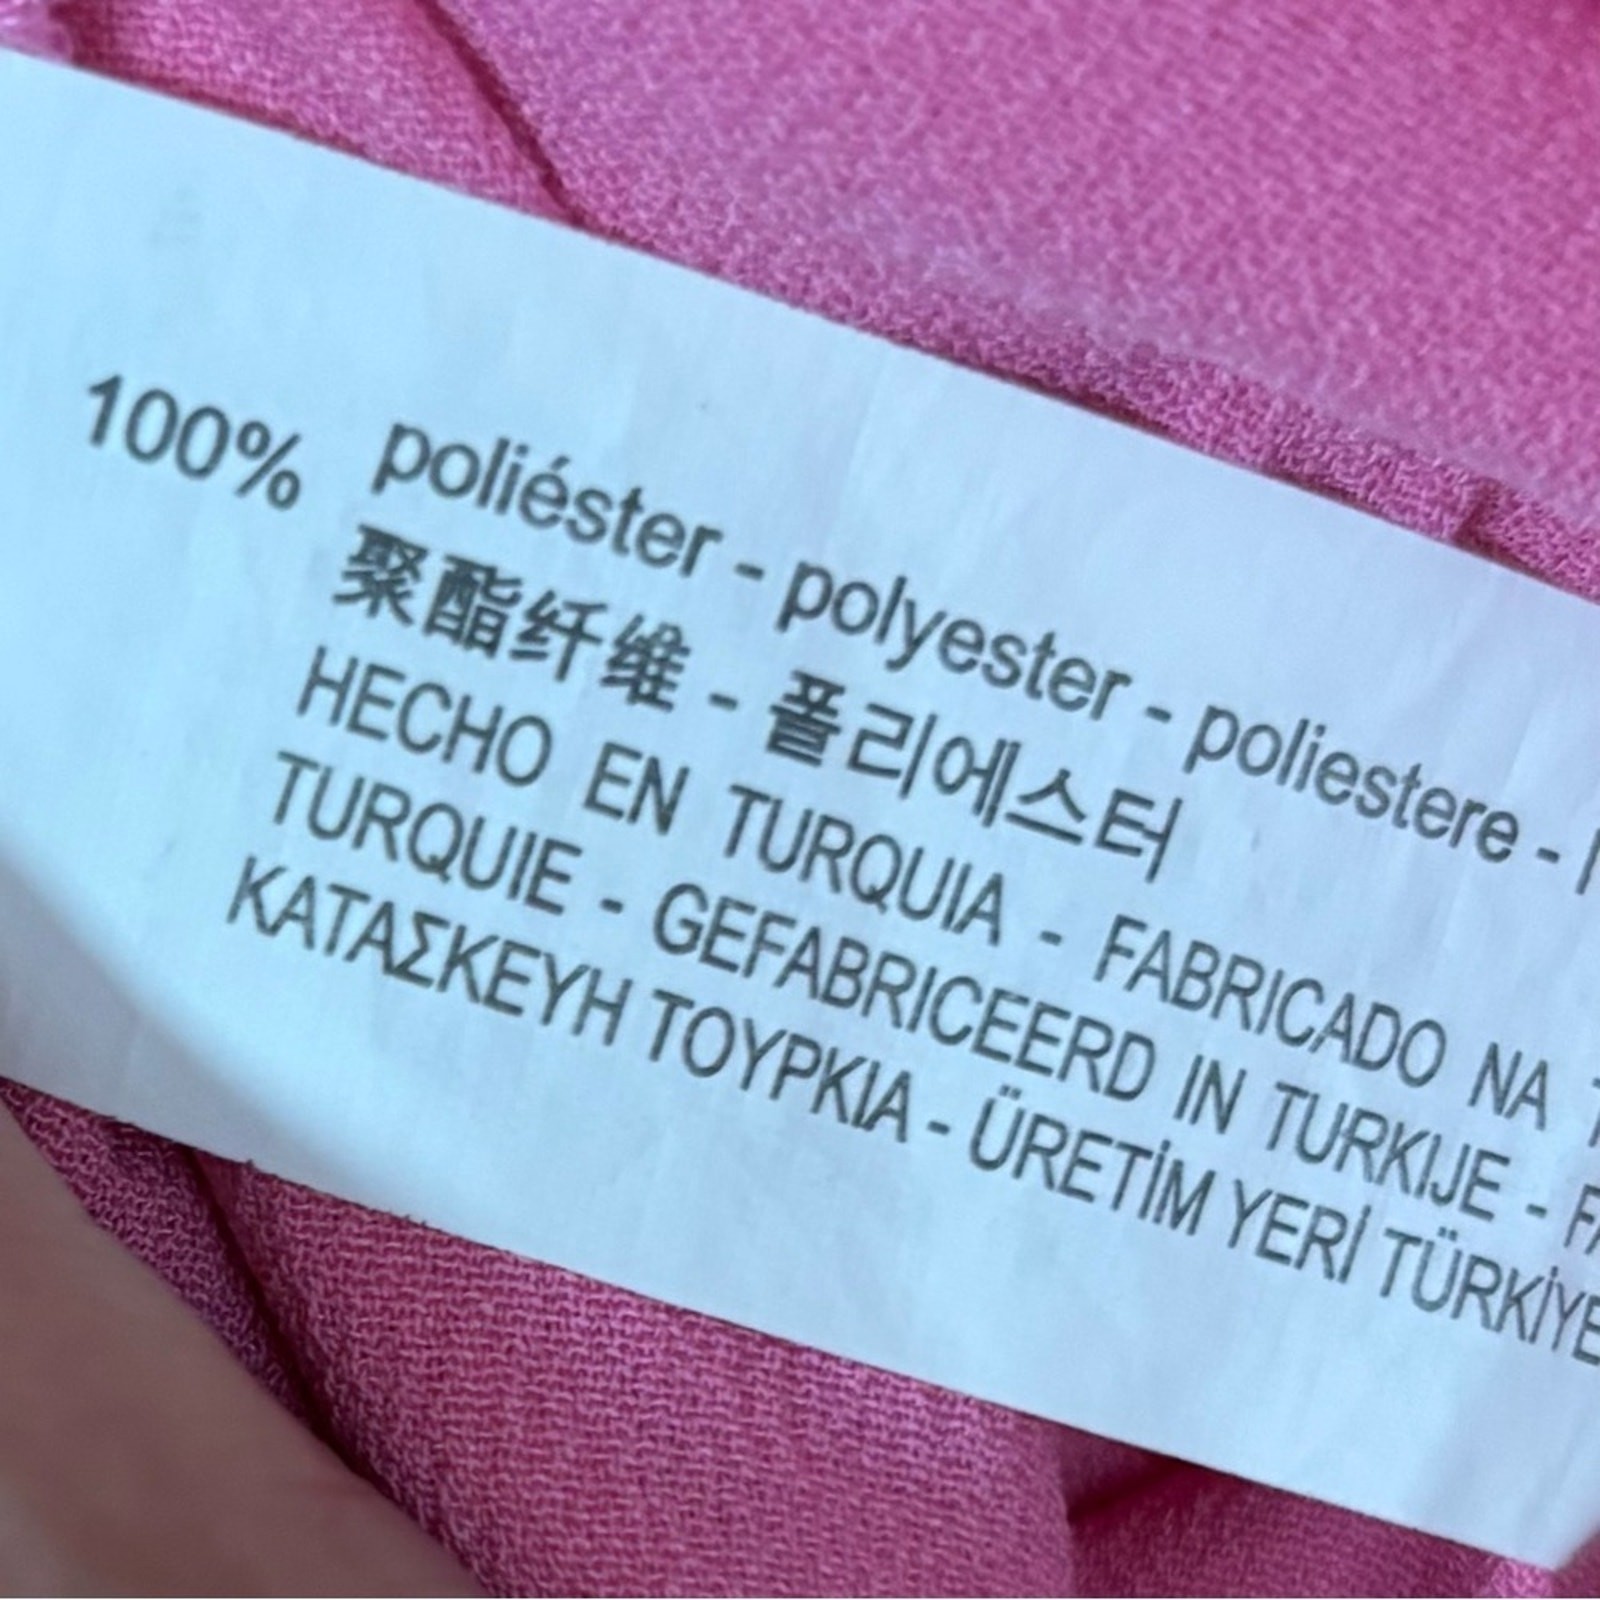 100% poliéster - polyester - poliestere -
聚酯纤维 - 폴리에스터
HECHO EN TURQUIA - FABRICADO NA
TURQUIE - GEFABRICEERD IN TURKIJE -
ΚΑΤΑΣΚΕΥΗ ΤΟΥΡΚΙΑ - ÜRETİM YERİ TÜRKİYE